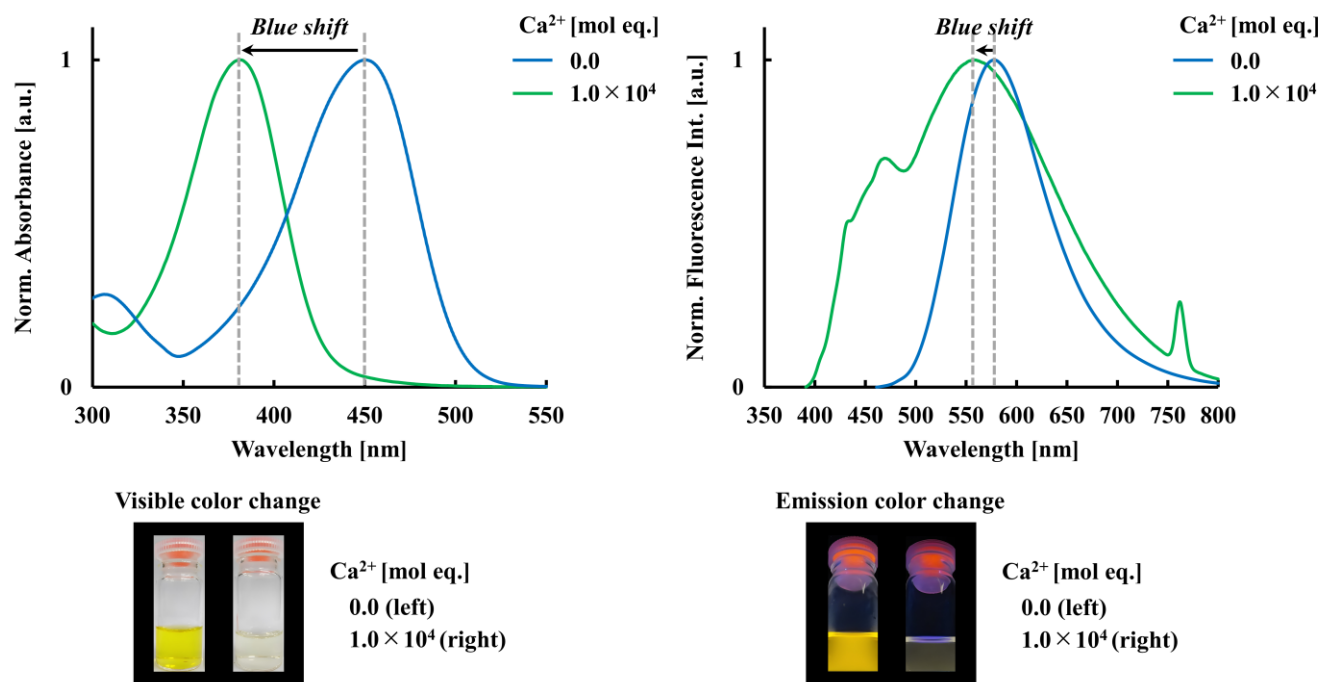 Blue shift
Ca²⁺ [mol eq.]
0.0
1.0 × 10⁴
1
0
Norm. Absorbance [a.u.]
300 350 400 450 500 550
Wavelength [nm]
Blue shift
Ca²⁺ [mol eq.]
0.0
1.0 × 10⁴
1
0
Norm. Fluorescence Int. [a.u.]
350 400 450 500 550 600 650 700 750 800
Wavelength [nm]
Visible color change
Ca²⁺ [mol eq.]
0.0 (left)
1.0 × 10⁴ (right)
Emission color change
Ca²⁺ [mol eq.]
0.0 (left)
1.0 × 10⁴ (right)